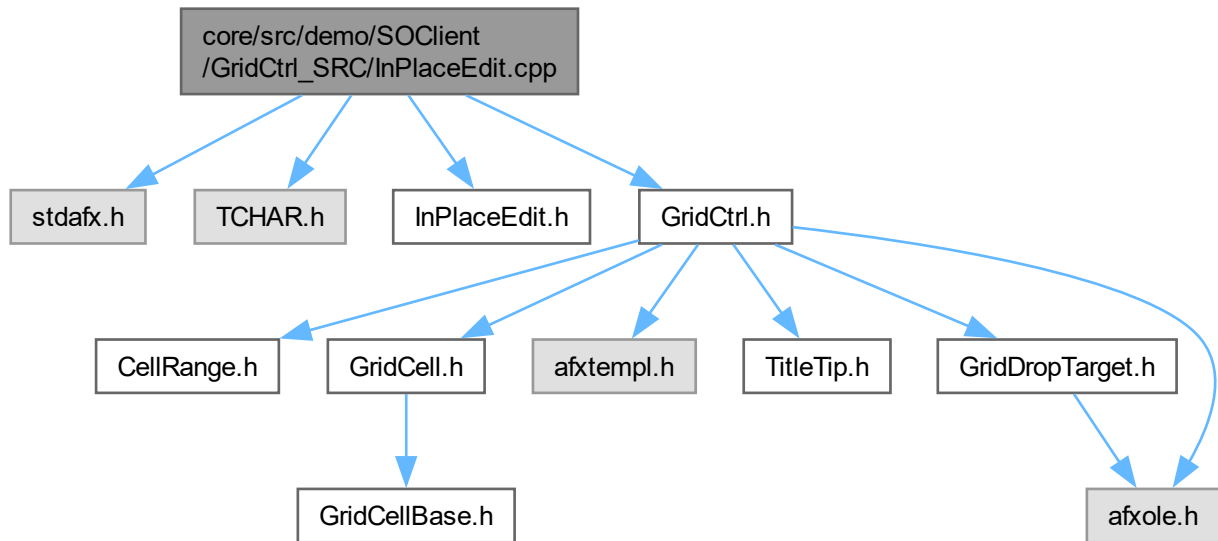 core/src/demo/SOClient
/GridCtrl_SRC/InPlaceEdit.cpp
stdafx.h
TCHAR.h
InPlaceEdit.h
GridCtrl.h
CellRange.h
GridCell.h
afxtempl.h
TitleTip.h
GridDropTarget.h
GridCellBase.h
afxole.h